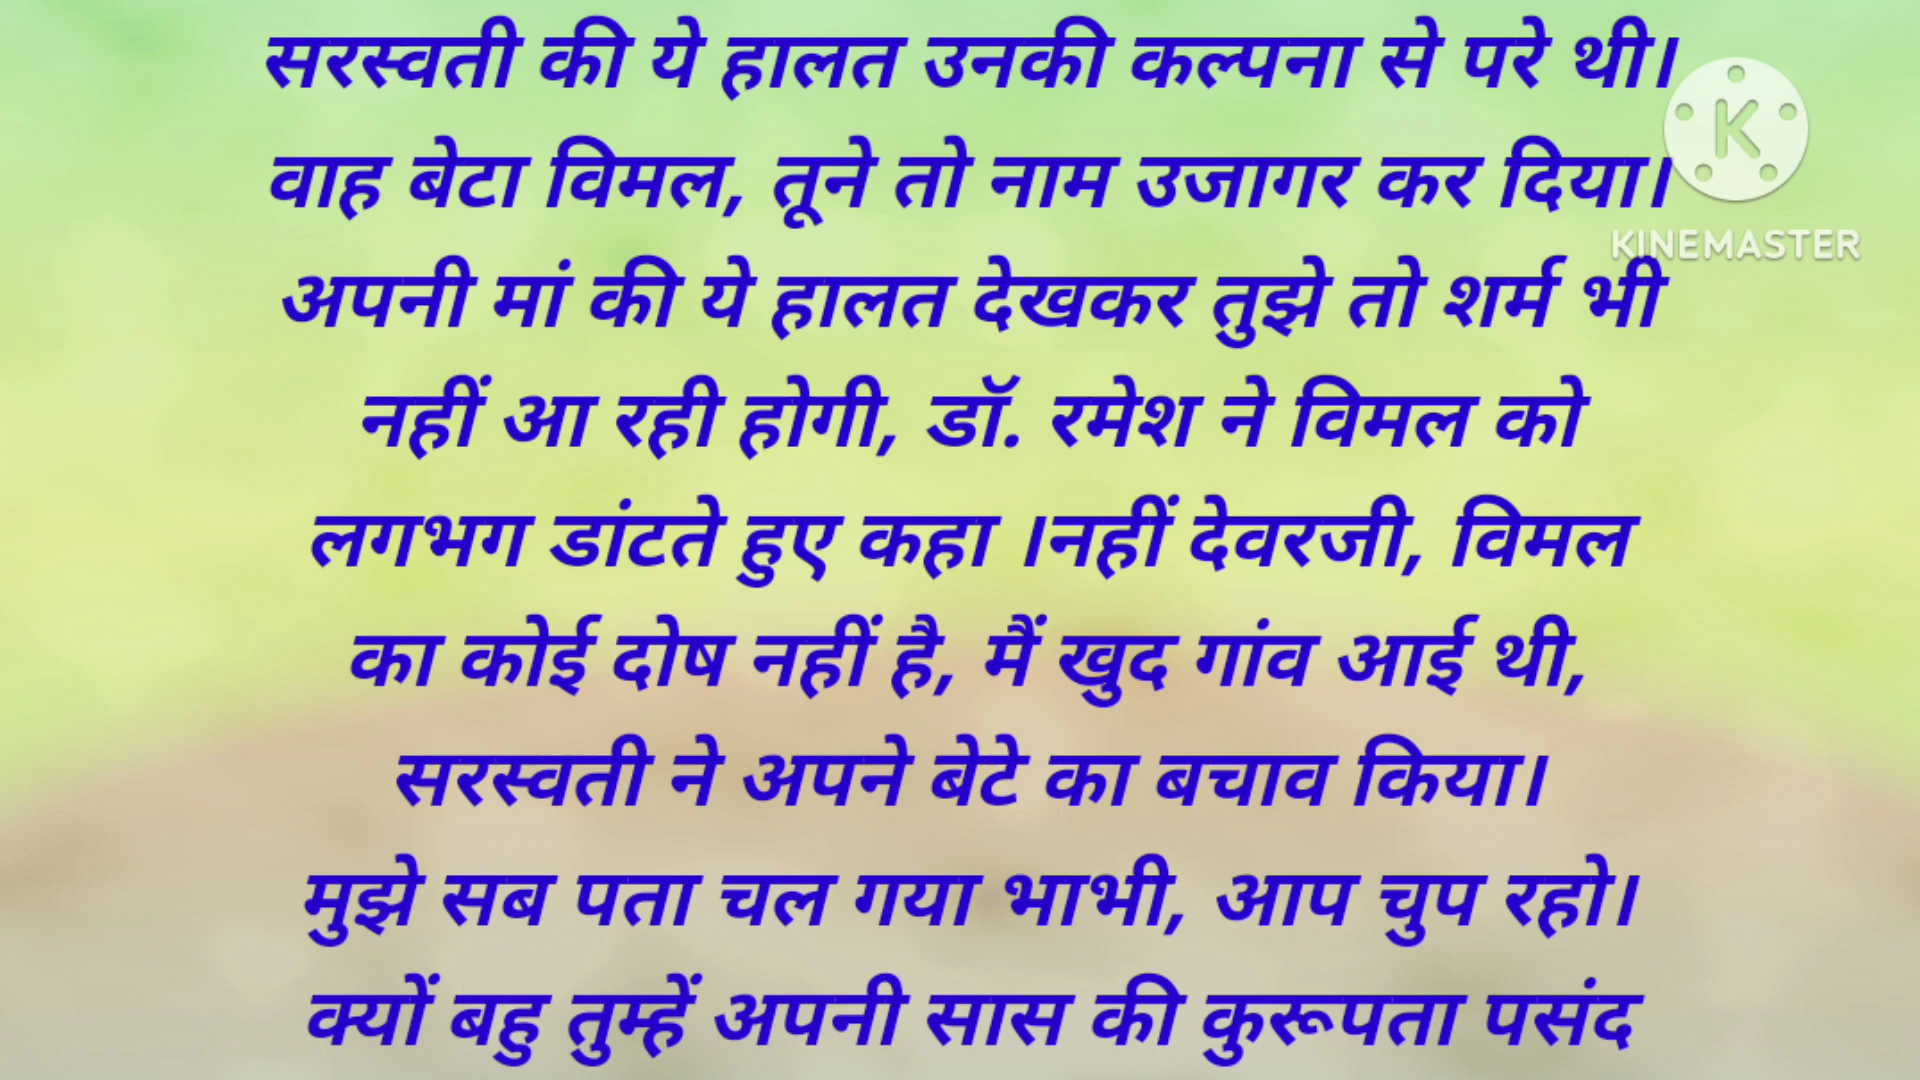 सरस्वती की ये हालत उनकी कल्पना से परे थी।
वाह बेटा विमल, तूने तो नाम उजागर कर दिया।
KINEMASTER
अपनी मां की ये हालत देखकर तुझे तो शर्म भी
नहीं आ रही होगी, डॉ. रमेश ने विमल को
लगभग डांटते हुए कहा ।नहीं देवरजी, विमल
का कोई दोष नहीं है, मैं खुद गांव आई थी,
सरस्वती ने अपने बेटे का बचाव किया।
मुझे सब पता चल गया भाभी, आप चुप रहो।
क्यों बहु तुम्हें अपनी सास की कुरूपता पसंद